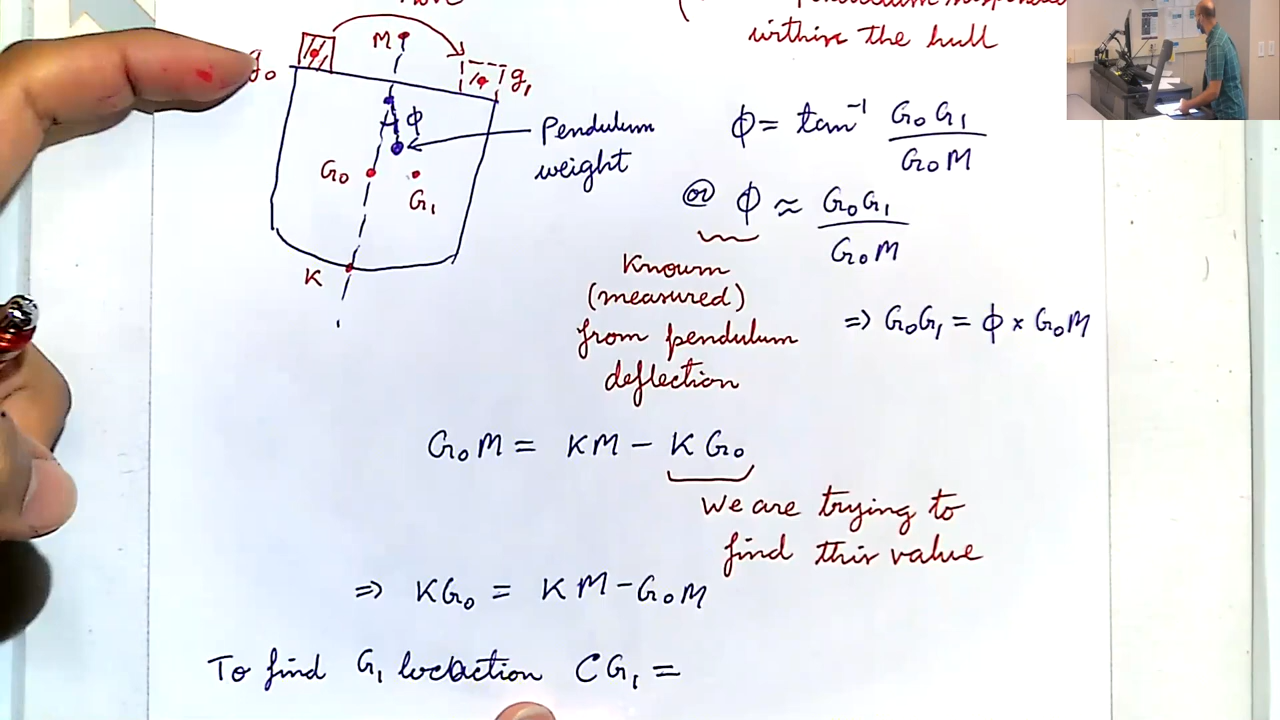 within the hull
g₀
M
g₁
ϕ
Pendulum
weight
G₀
G₁
K
ϕ = tan⁻¹ G₀G₁ / G₀M
or ϕ ≈ G₀G₁ / G₀M
Known
(measured)
from pendulum
deflection
=> G₀G₁ = ϕ × G₀M
G₀M = KM − KG₀
We are trying to
find this value
=> KG₀ = KM − G₀M
To find G₁ location CG₁ =